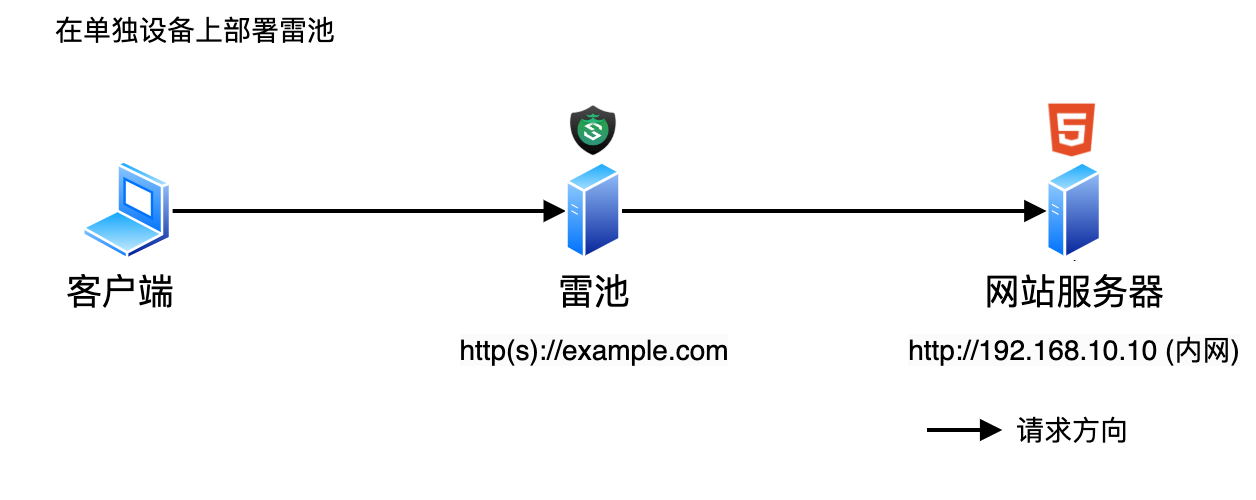 在单独设备上部署雷池
客户端
雷池
网站服务器
http(s)://example.com
http://192.168.10.10 (内网)
请求方向